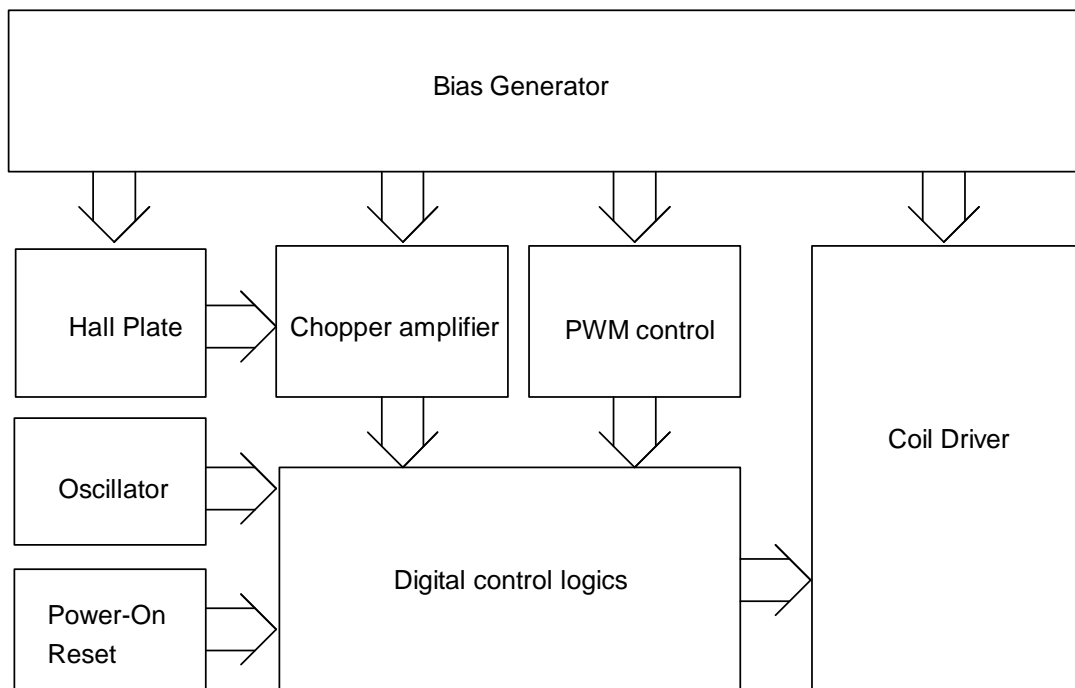 Bias Generator
Hall Plate
Chopper amplifier
PWM control
Coil Driver
Oscillator
Digital control logics
Power-On
Reset